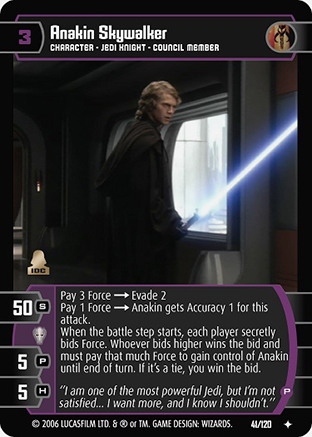 3
Anakin Skywalker
CHARACTER - JEDI KNIGHT - COUNCIL MEMBER
IDC
50 S
5 P
5 H
Pay 3 Force → Evade 2
Pay 1 Force → Anakin gets Accuracy 1 for this
attack.
When the battle step starts, each player secretly
bids Force. Whoever bids higher wins the bid and
must pay that much Force to gain control of Anakin
until end of turn. If it's a tie, you win the bid.
"I am one of the most powerful Jedi, but I'm not
satisfied... I want more, and I know I shouldn't."
P
© 2006 LUCASFILM LTD. & ® or TM. GAME DESIGN: WIZARDS.
41/120